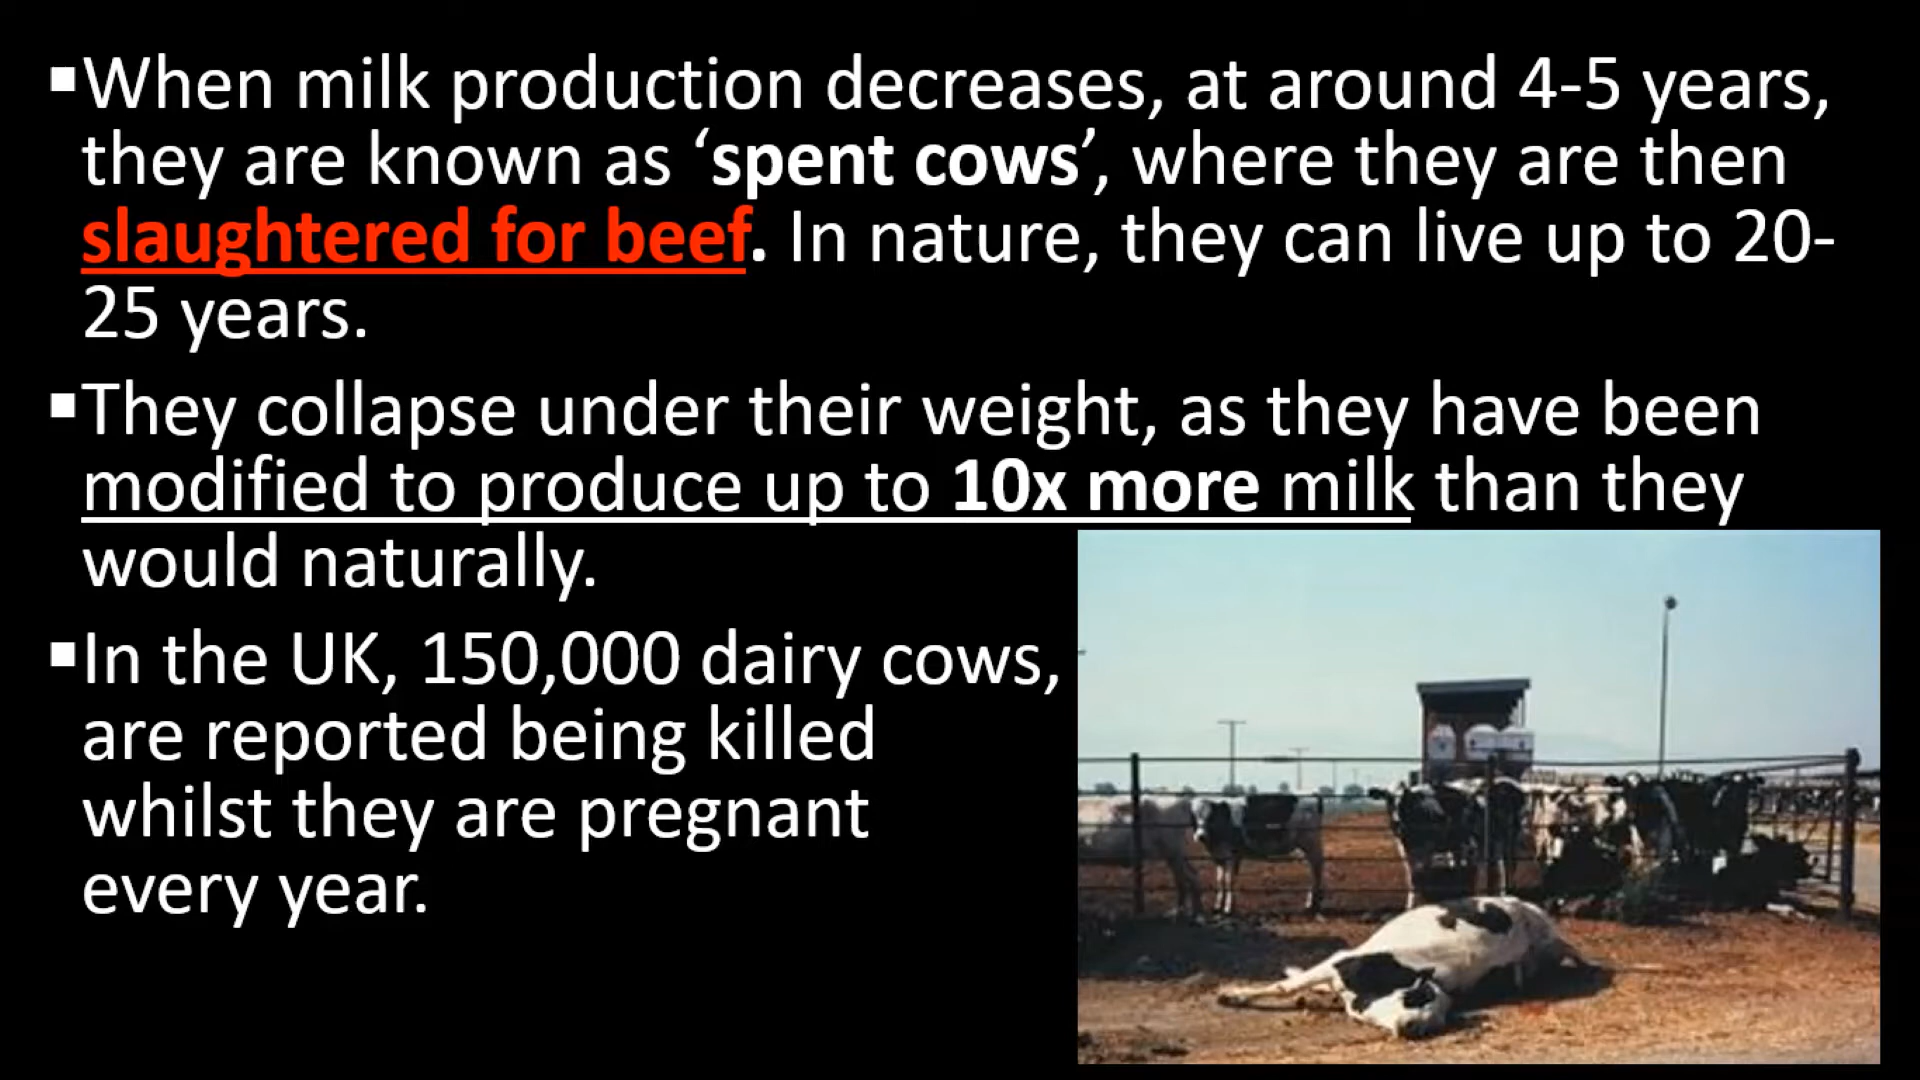 ▪When milk production decreases, at around 4-5 years,
they are known as ‘spent cows’, where they are then
slaughtered for beef. In nature, they can live up to 20-
25 years.
▪They collapse under their weight, as they have been
modified to produce up to 10x more milk than they
would naturally.
▪In the UK, 150,000 dairy cows,
are reported being killed
whilst they are pregnant
every year.